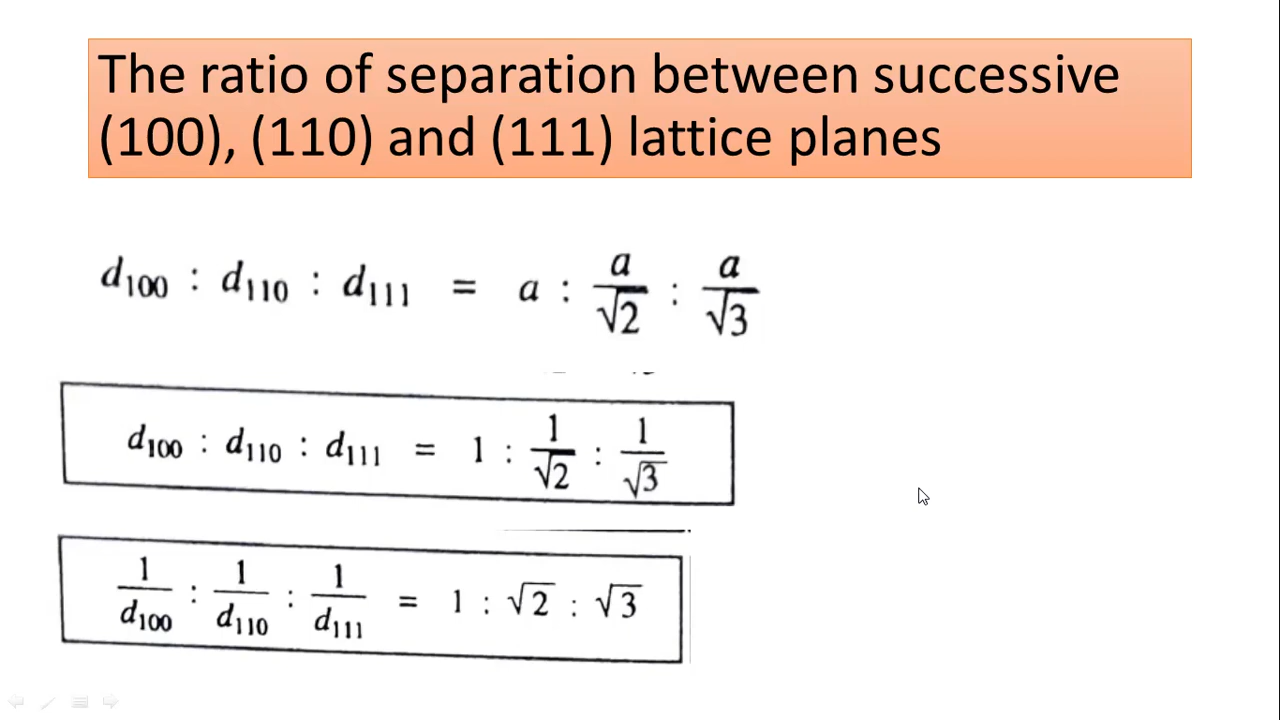 The ratio of separation between successive
(100), (110) and (111) lattice planes
d₁₀₀ : d₁₁₀ : d₁₁₁ = a : a/√2 : a/√3
d₁₀₀ : d₁₁₀ : d₁₁₁ = 1 : 1/√2 : 1/√3
1/d₁₀₀ : 1/d₁₁₀ : 1/d₁₁₁ = 1 : √2 : √3